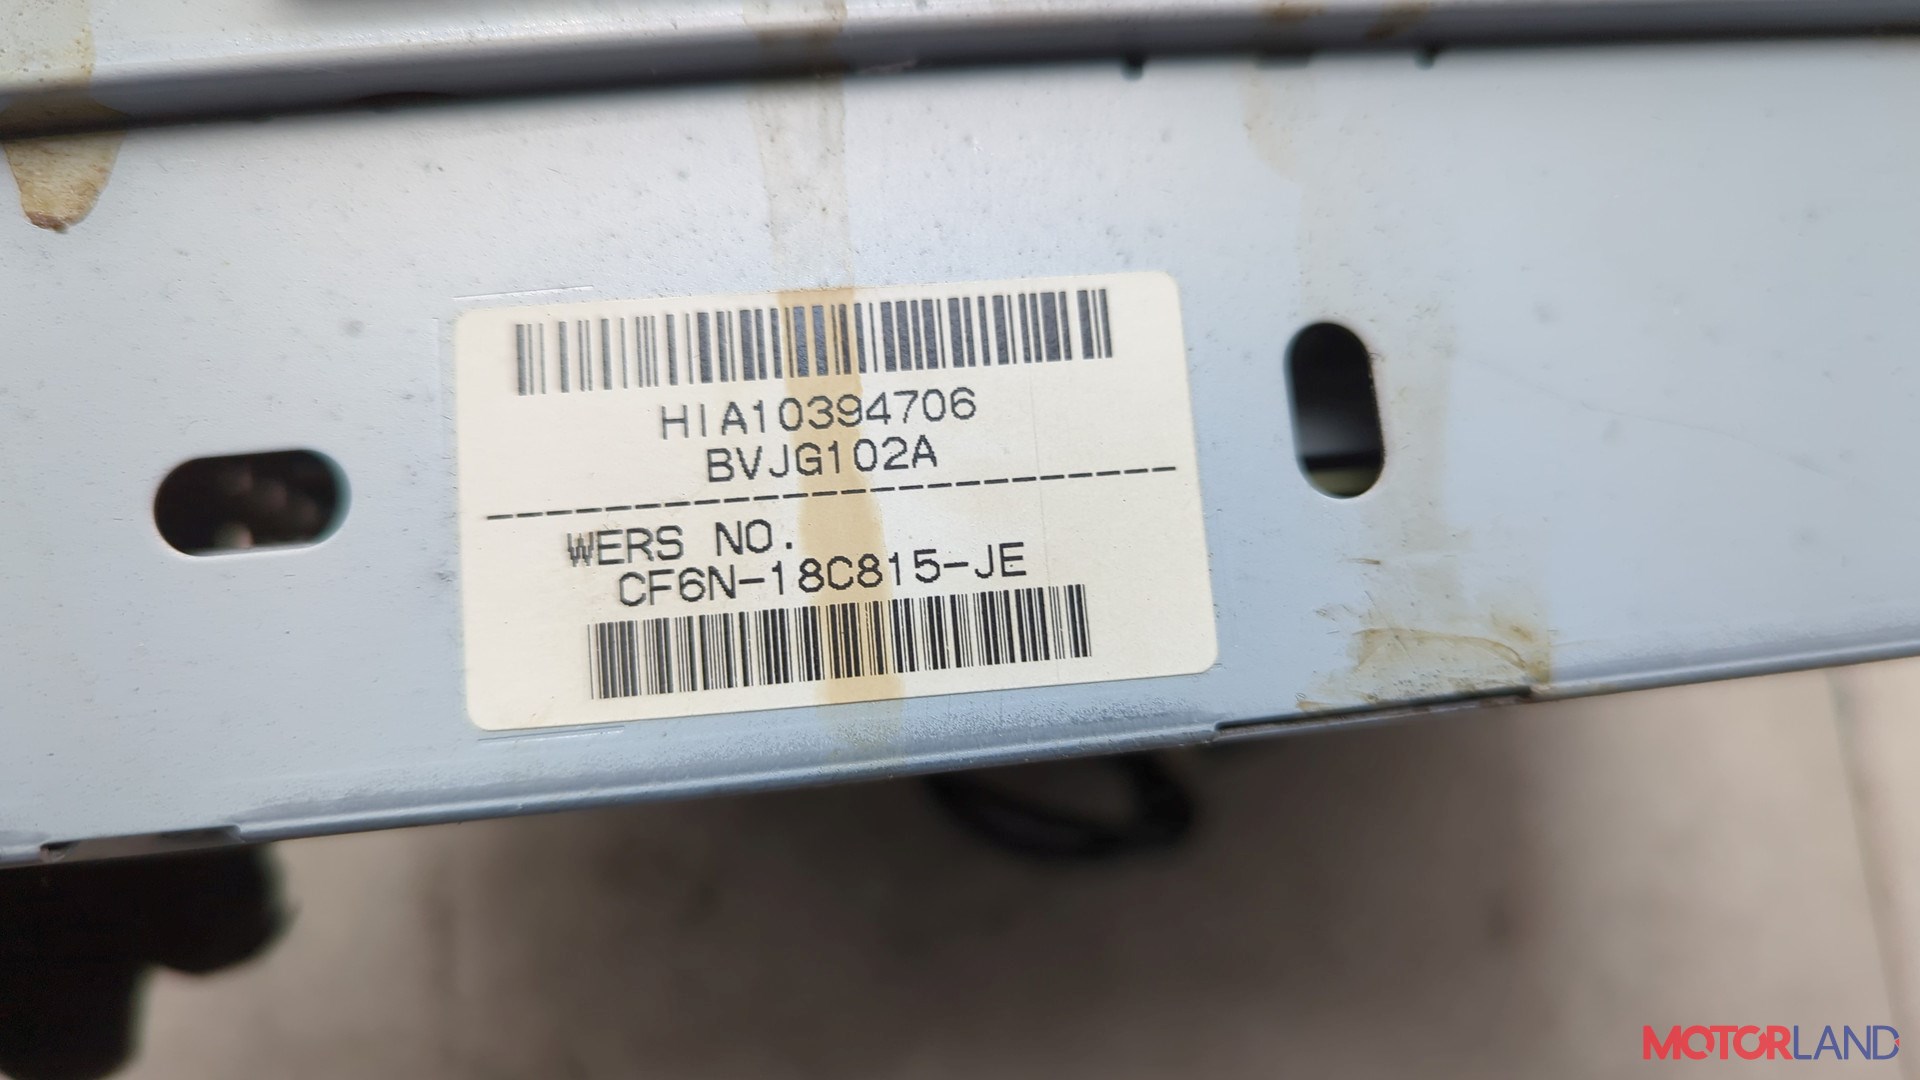 HIA10394706
BVJG102A
WERS NO.
CF6N-18C815-JE
MOTORLAND